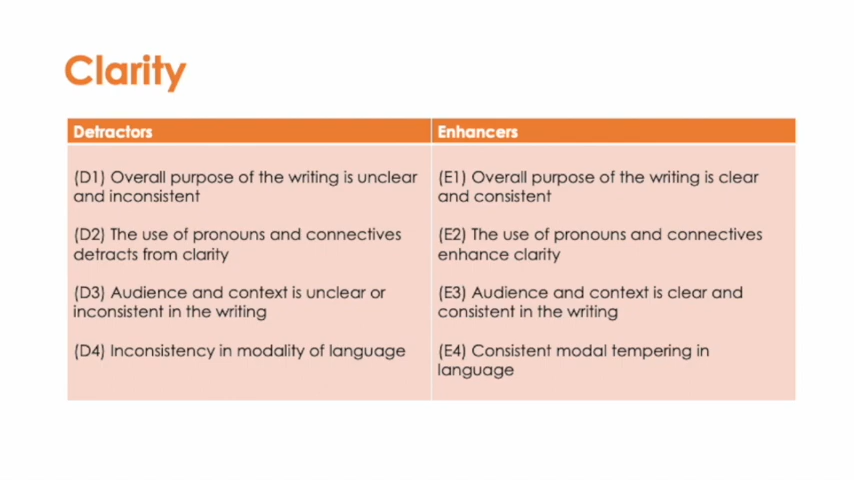 Clarity
Detractors
(D1) Overall purpose of the writing is unclear
and inconsistent
(D2) The use of pronouns and connectives
detracts from clarity
(D3) Audience and context is unclear or
inconsistent in the writing
(D4) Inconsistency in modality of language
Enhancers
(E1) Overall purpose of the writing is clear
and consistent
(E2) The use of pronouns and connectives
enhance clarity
(E3) Audience and context is clear and
consistent in the writing
(E4) Consistent modal tempering in
language